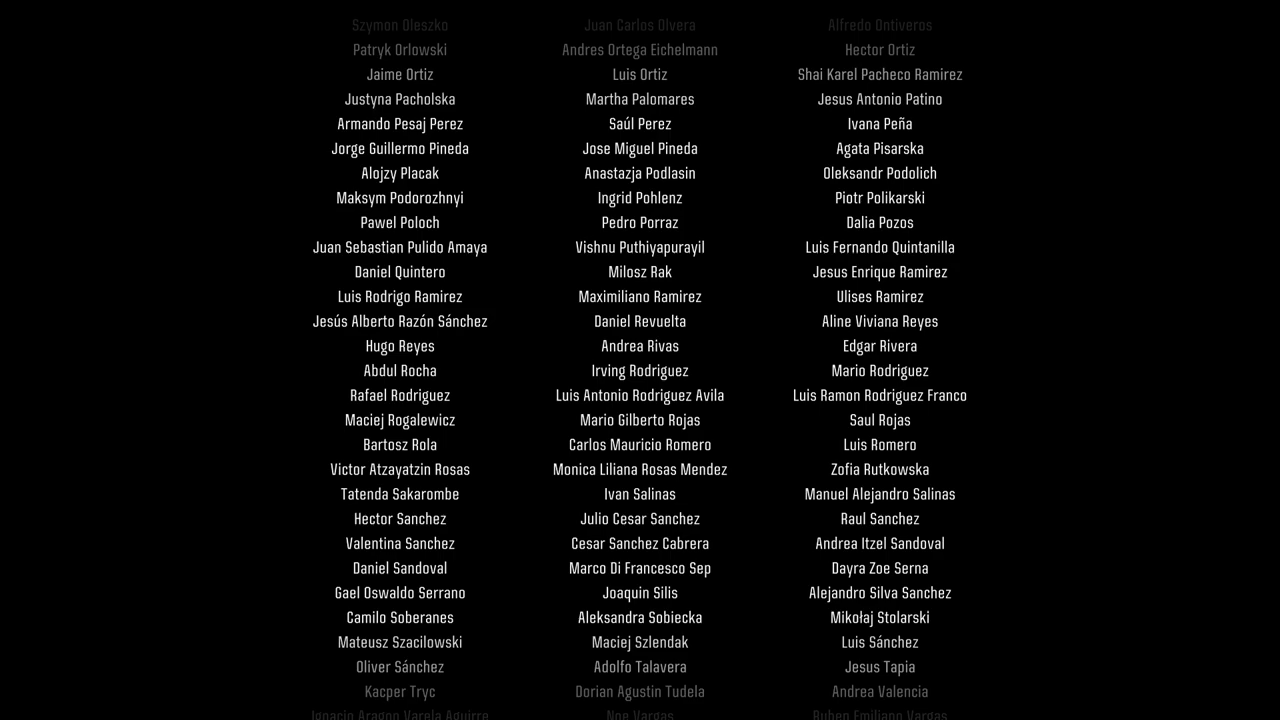 Szymon Oleszko Juan Carlos Olvera Alfredo Ontiveros
Patryk Orlowski Andres Ortega Eichelmann Hector Ortiz
Jaime Ortiz Luis Ortiz Shai Karel Pacheco Ramirez
Justyna Pacholska Martha Palomares Jesus Antonio Patino
Armando Pesaj Perez Saúl Perez Ivana Peña
Jorge Guillermo Pineda Jose Miguel Pineda Agata Pisarska
Alojzy Placak Anastazja Podlasin Oleksandr Podolich
Maksym Podorozhnyi Ingrid Pohlenz Piotr Polikarski
Pawel Poloch Pedro Porraz Dalia Pozos
Juan Sebastian Pulido Amaya Vishnu Puthiyapurayil Luis Fernando Quintanilla
Daniel Quintero Milosz Rak Jesus Enrique Ramirez
Luis Rodrigo Ramirez Maximiliano Ramirez Ulises Ramirez
Jesús Alberto Razón Sánchez Daniel Revuelta Aline Viviana Reyes
Hugo Reyes Andrea Rivas Edgar Rivera
Abdul Rocha Irving Rodriguez Mario Rodriguez
Rafael Rodriguez Luis Antonio Rodriguez Avila Luis Ramon Rodriguez Franco
Maciej Rogalewicz Mario Gilberto Rojas Saul Rojas
Bartosz Rola Carlos Mauricio Romero Luis Romero
Victor Atzayatzin Rosas Monica Liliana Rosas Mendez Zofia Rutkowska
Tatenda Sakarombe Ivan Salinas Manuel Alejandro Salinas
Hector Sanchez Julio Cesar Sanchez Raul Sanchez
Valentina Sanchez Cesar Sanchez Cabrera Andrea Itzel Sandoval
Daniel Sandoval Marco Di Francesco Sep Dayra Zoe Serna
Gael Oswaldo Serrano Joaquin Silis Alejandro Silva Sanchez
Camilo Soberanes Aleksandra Sobiecka Mikołaj Stolarski
Mateusz Szacilowski Maciej Szlendak Luis Sánchez
Oliver Sánchez Adolfo Talavera Jesus Tapia
Kacper Tryc Dorian Agustin Tudela Andrea Valencia
Ignacio Aragon Varela Aguirre Noe Vargas Ruben Emiliano Vargas